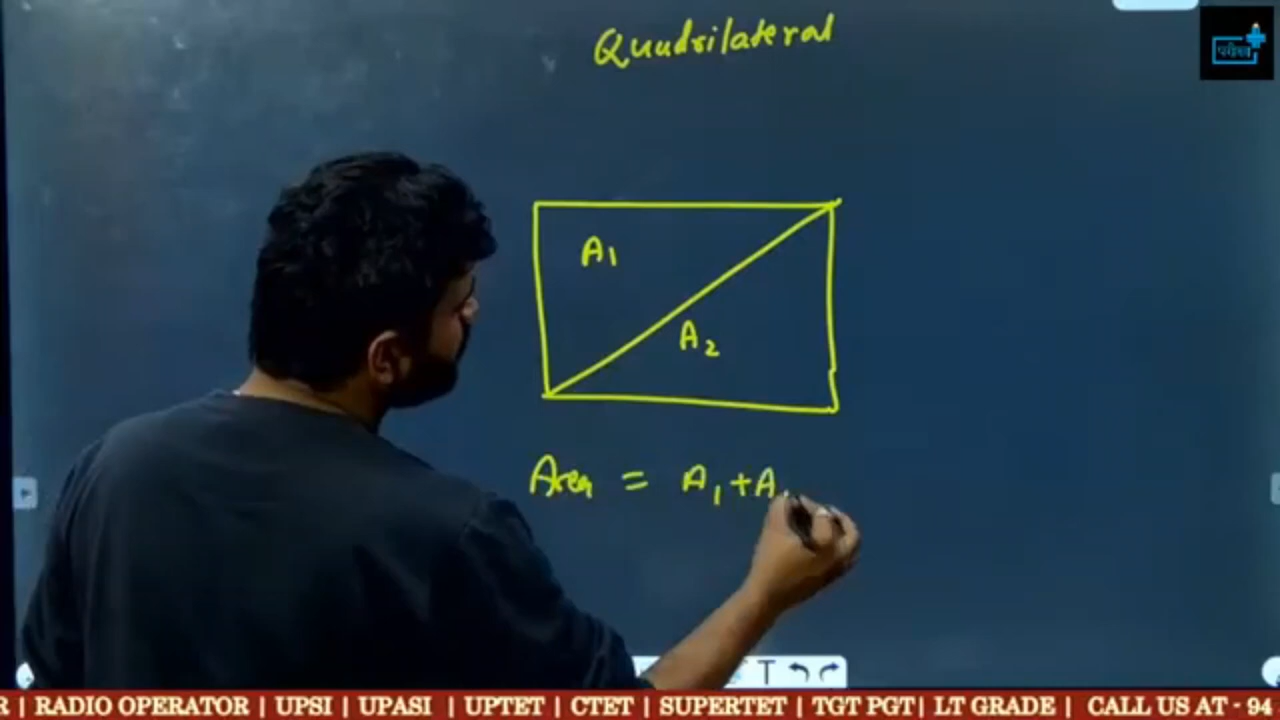 Quadrilateral
परीक्षा
A1
A2
Area = A1+A
T
R | RADIO OPERATOR | UPSI | UPASI | UPTET | CTET | SUPERTET | TGT PGT | LT GRADE | CALL US AT - 94